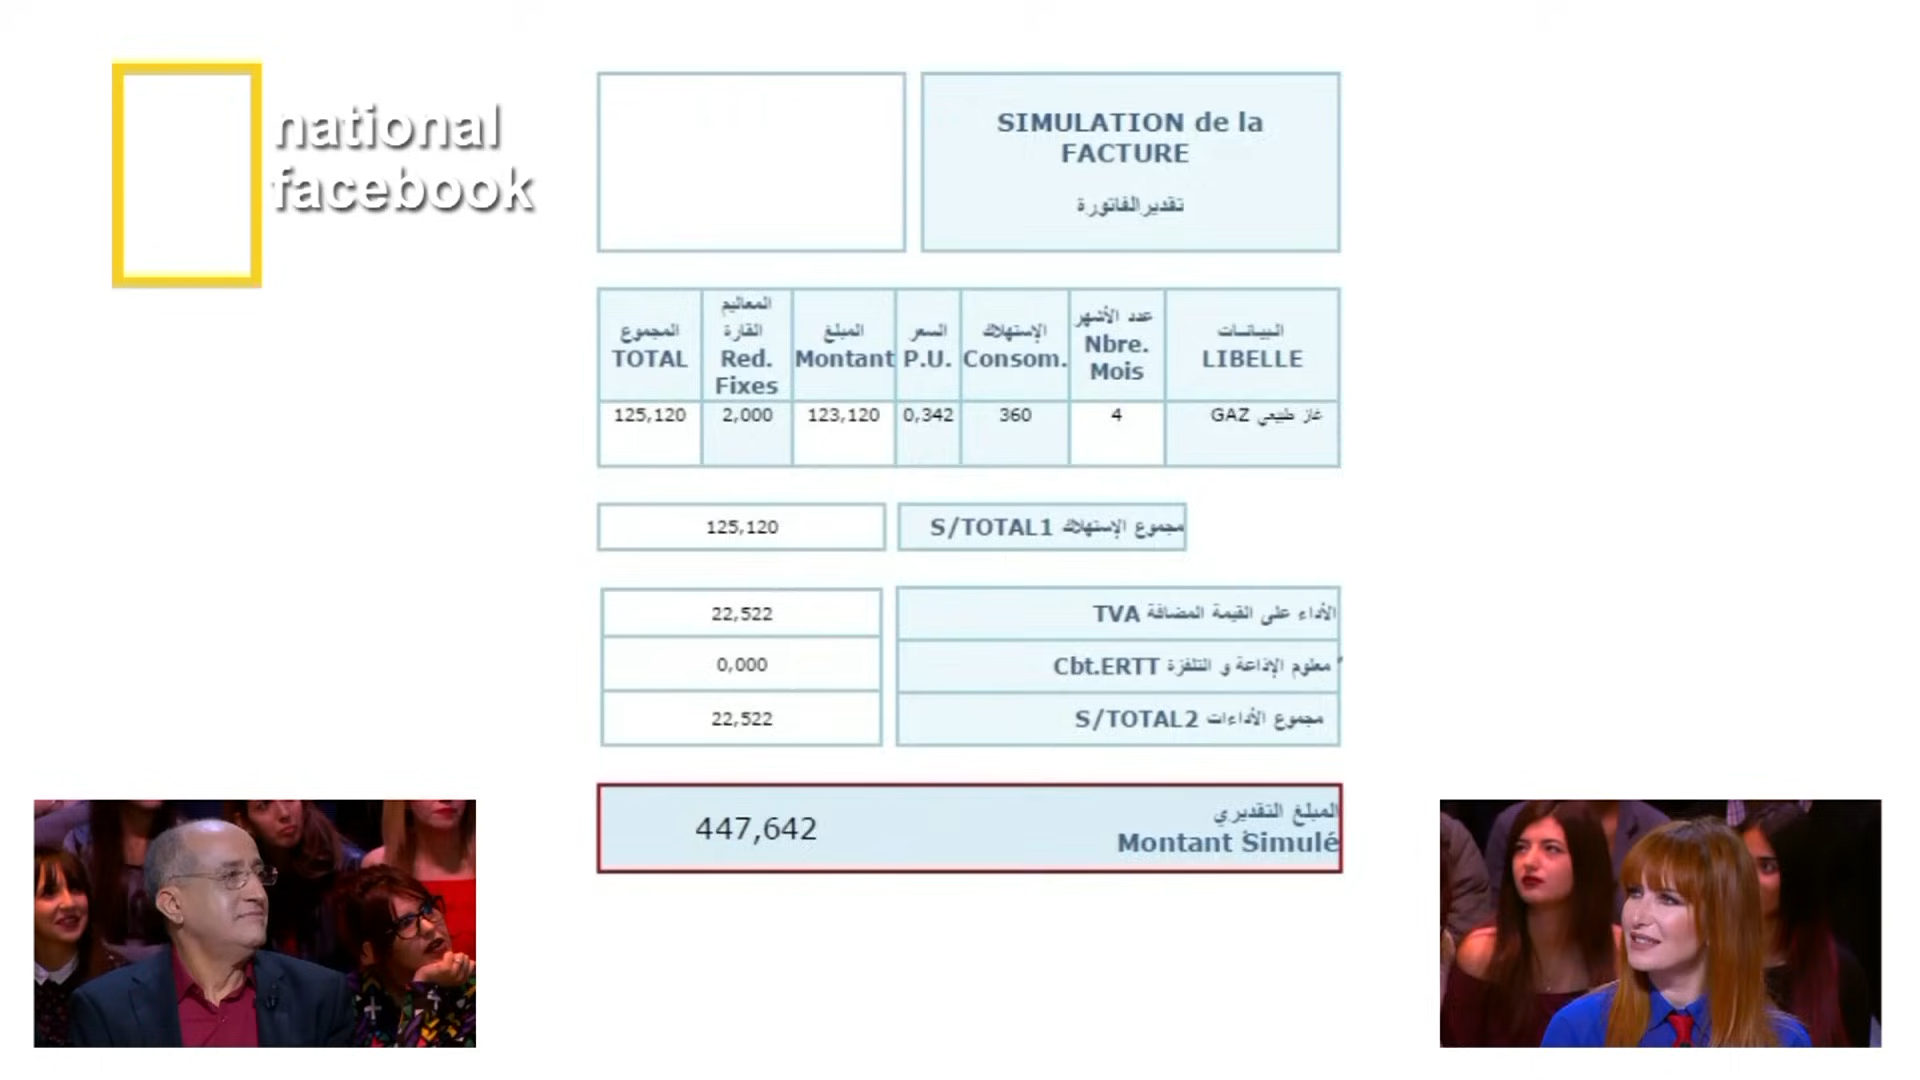 national
facebook
SIMULATION de la
FACTURE
تقدير الفاتورة
المجموع
TOTAL
المعاليم
القارة
Red.
Fixes
المبلغ
Montant
السعر
P.U.
الإستهلاك
Consom.
عدد الأشهر
Nbre.
Mois
البيانات
LIBELLE
125,120
2,000
123,120
0,342
360
4
غاز طبيعي GAZ
125,120
مجموع الإستهلاك S/TOTAL1
22,522
الأداء على القيمة المضافة TVA
0,000
معلوم الإذاعة و التلفزة Cbt.ERTT
22,522
مجموع الأداءات S/TOTAL2
447,642
المبلغ التقديري
Montant Simulé